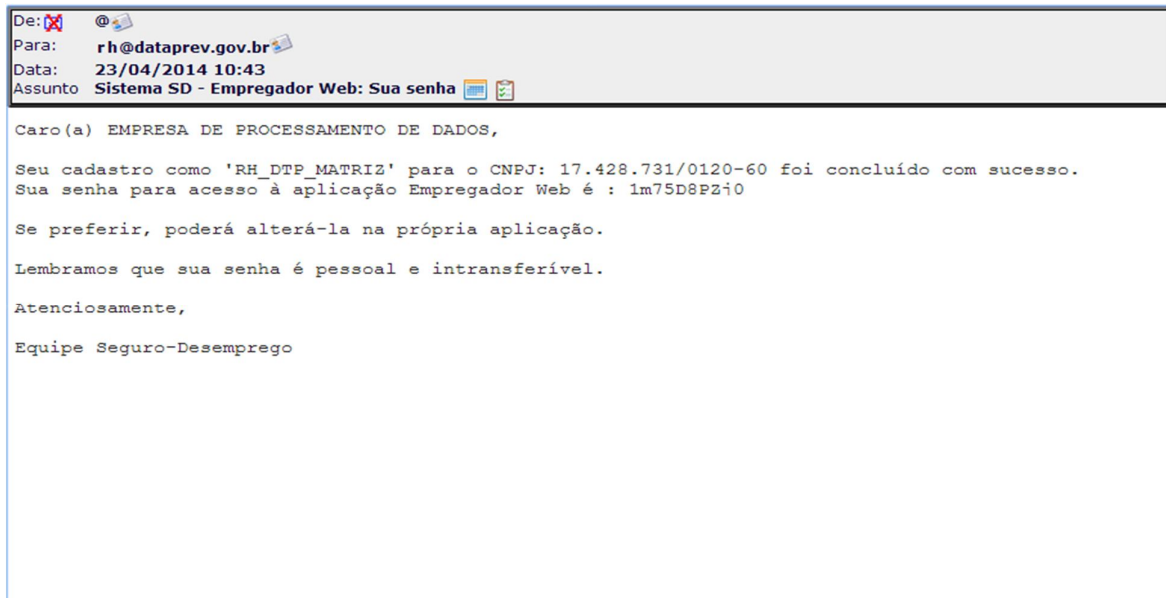 De: @
Para: rh@dataprev.gov.br
Data: 23/04/2014 10:43
Assunto Sistema SD - Empregador Web: Sua senha
Caro(a) EMPRESA DE PROCESSAMENTO DE DADOS,
Seu cadastro como 'RH_DTP_MATRIZ' para o CNPJ: 17.428.731/0120-60 foi concluído com sucesso.
Sua senha para acesso à aplicação Empregador Web é : 1m75D8PZj0
Se preferir, poderá alterá-la na própria aplicação.
Lembramos que sua senha é pessoal e intransferível.
Atenciosamente,
Equipe Seguro-Desemprego